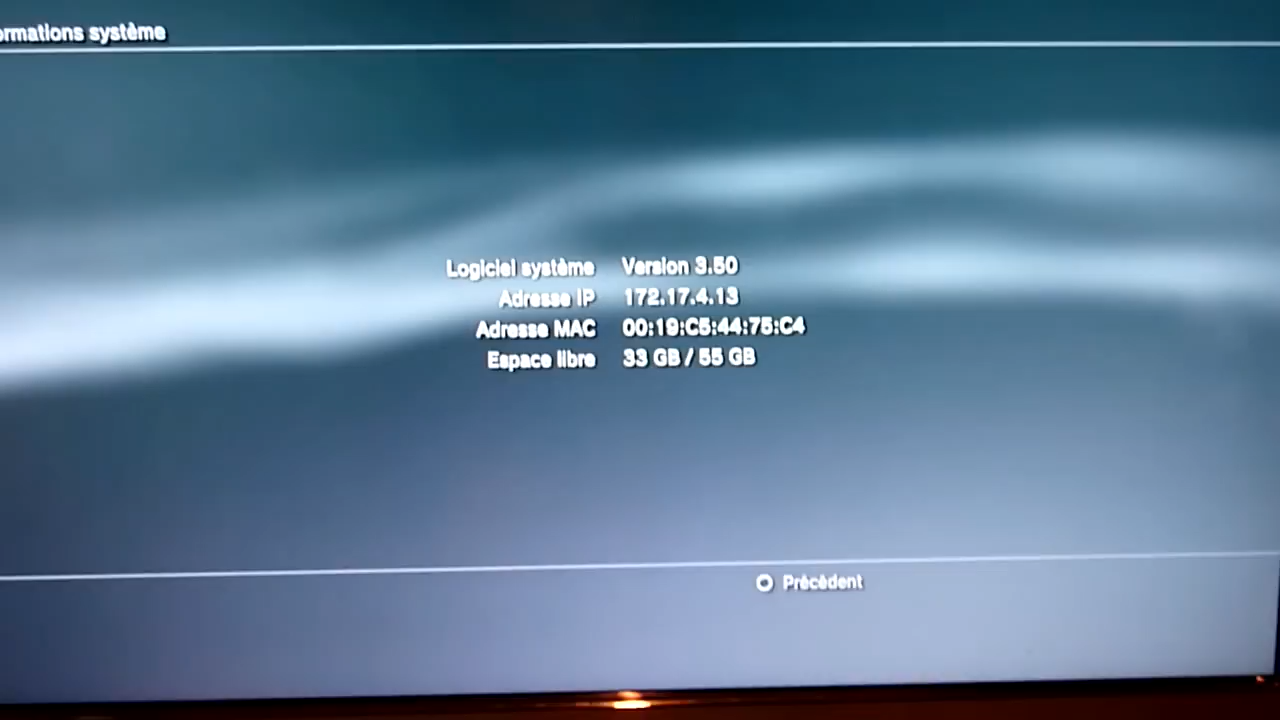 ormations système
Logiciel système Version 3.50
Adresse IP 172.17.4.13
Adresse MAC 00:19:C5:44:75:C4
Espace libre 33 GB / 55 GB
Précédent